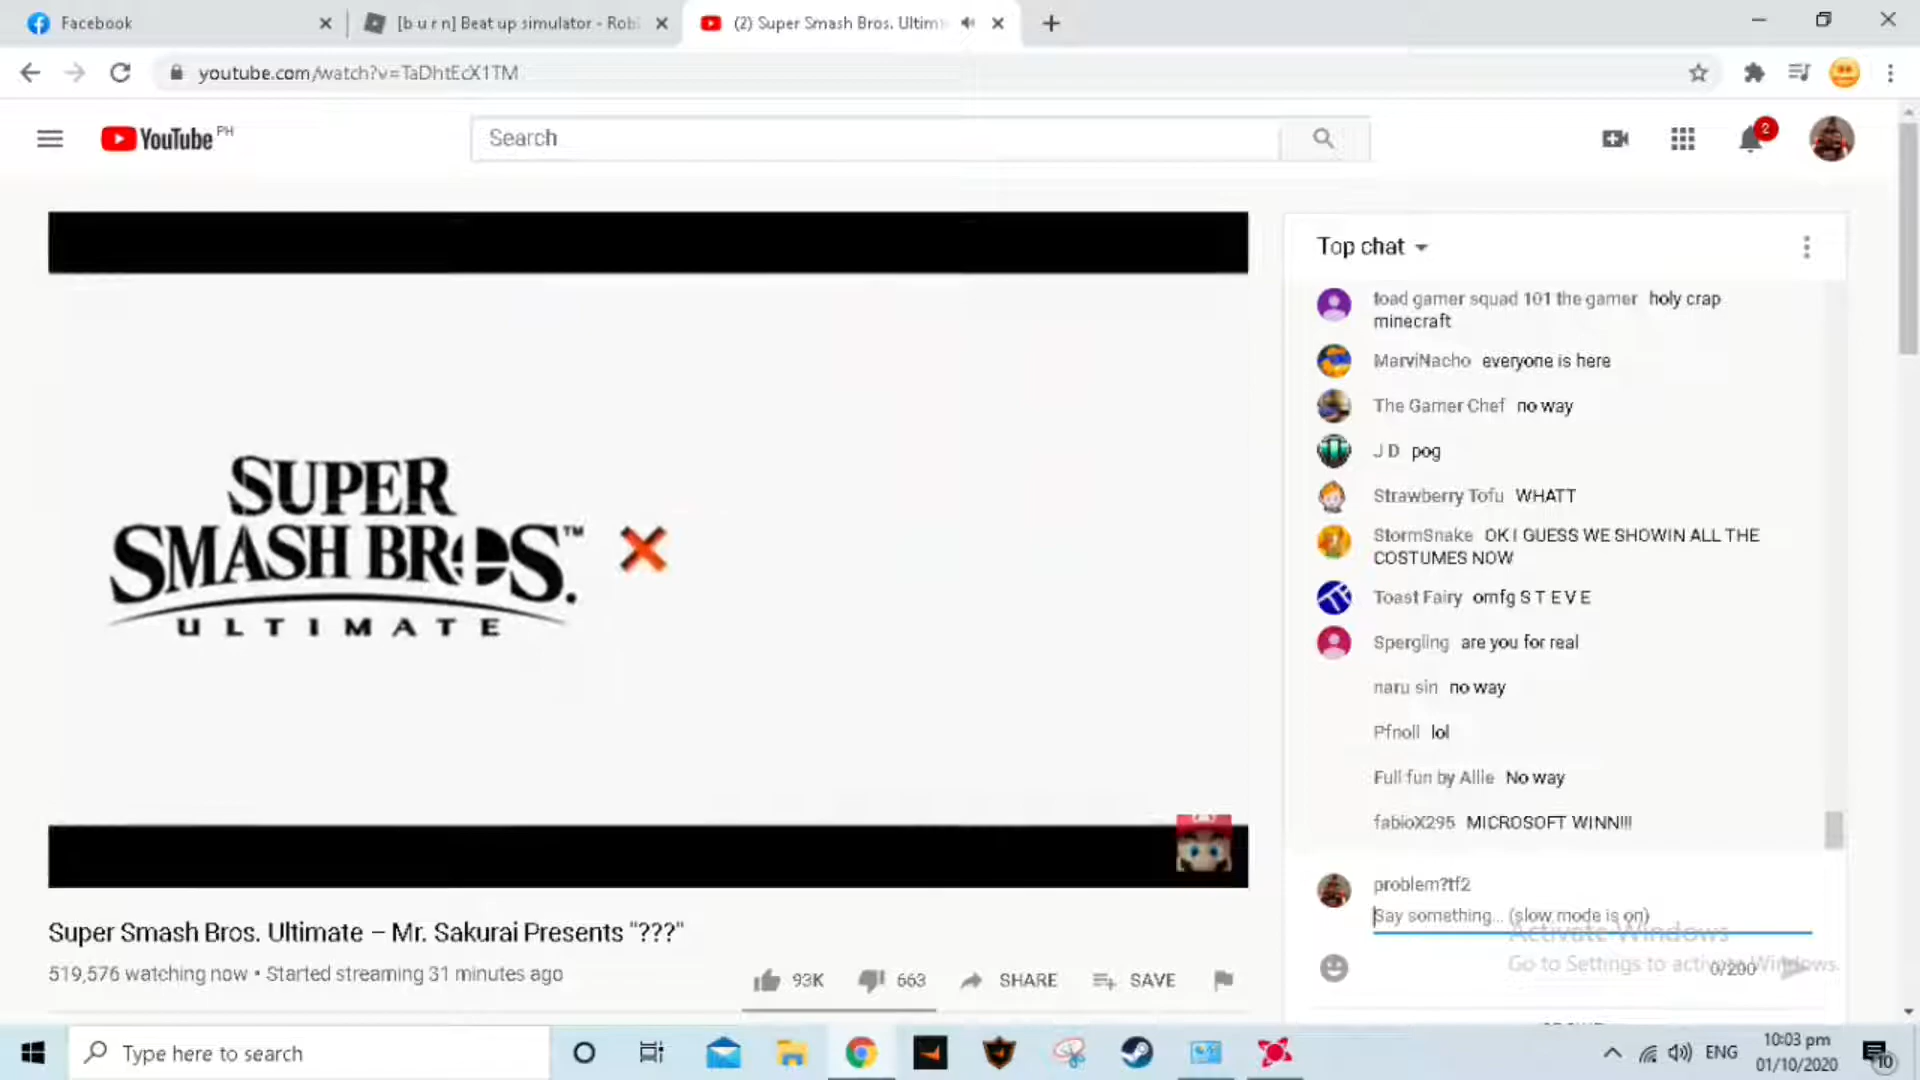 Facebook
[b u r n] Beat up simulator - Robl
(2) Super Smash Bros. Ultim
youtube.com/watch?v=TaDhtEcX1TM
YouTube PH
Search
2
Top chat
toad gamer squad 101 the gamer holy crap
minecraft
MarviNacho everyone is here
The Gamer Chef no way
J D pog
Strawberry Tofu WHATT
StormSnake OK I GUESS WE SHOWIN ALL THE
COSTUMES NOW
Toast Fairy omfg S T E V E
Spergling are you for real
naru sin no way
Pfnoll lol
Full fun by Allie No way
fabioX295 MICROSOFT WINN!!!
problem?tf2
Say something... (slow mode is on)
0/200
SUPER
SMASH BROS.™
ULTIMATE
Super Smash Bros. Ultimate – Mr. Sakurai Presents "???"
519,576 watching now • Started streaming 31 minutes ago
93K
663
SHARE
SAVE
Activate Windows
Go to Settings to activate Windows.
Type here to search
ENG
10:03 pm
01/10/2020
10